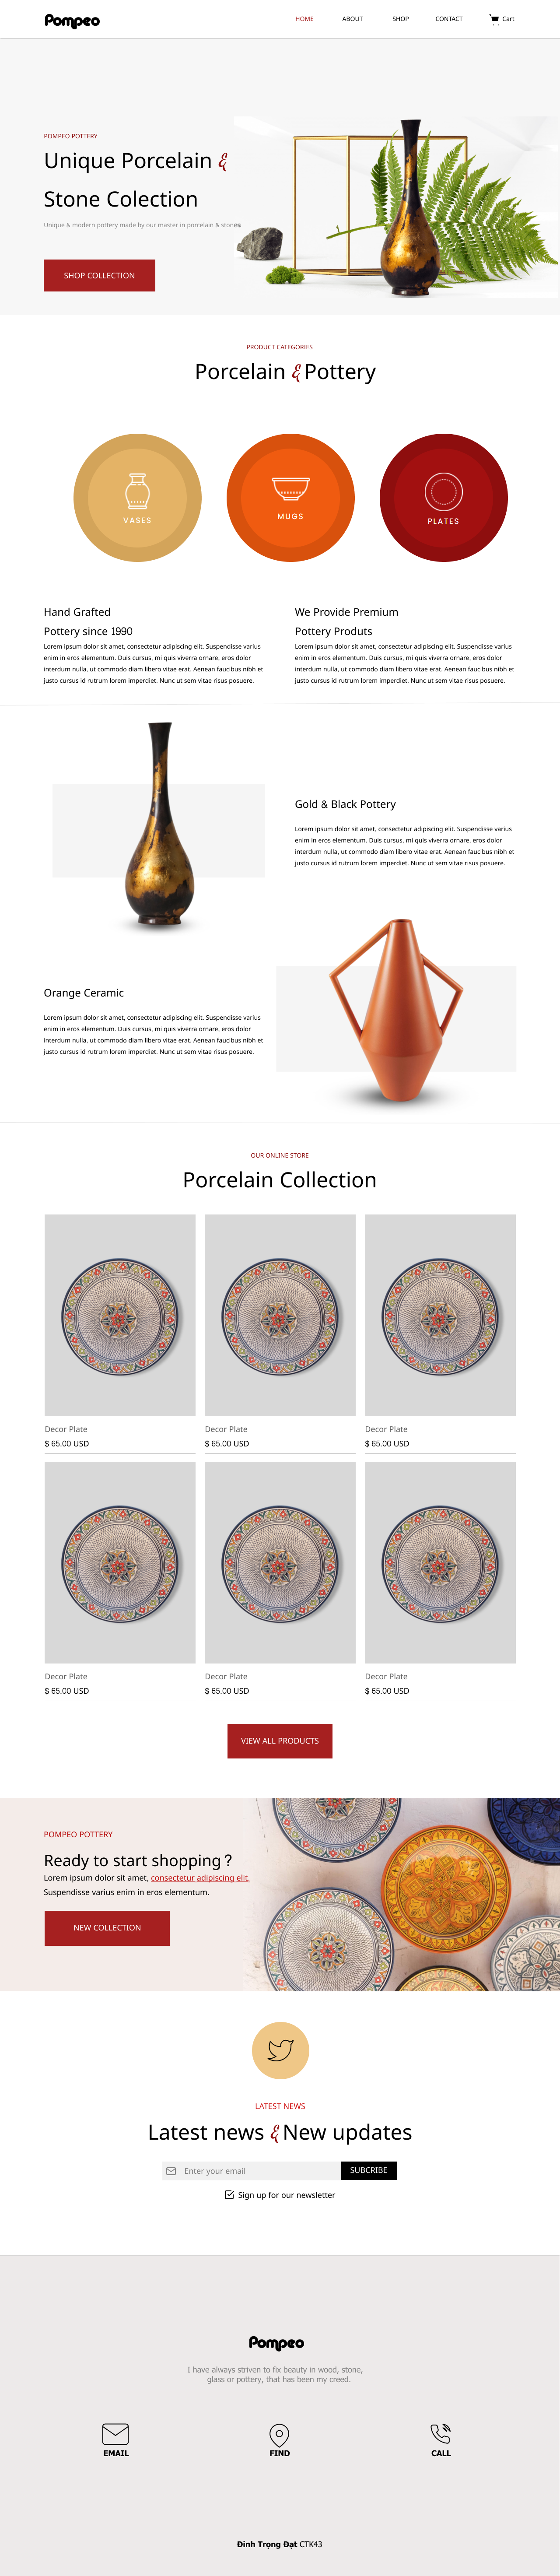 Pompeo
HOME ABOUT SHOP CONTACT Cart
POMPEO POTTERY
Unique Porcelain &
Stone Colection
Unique & modern pottery made by our master in porcelain & stones
SHOP COLLECTION
PRODUCT CATEGORIES
Porcelain & Pottery
VASES
MUGS
PLATES
Hand Grafted
Pottery since 1990
Lorem ipsum dolor sit amet, consectetur adipiscing elit. Suspendisse varius
enim in eros elementum. Duis cursus, mi quis viverra ornare, eros dolor
interdum nulla, ut commodo diam libero vitae erat. Aenean faucibus nibh et
justo cursus id rutrum lorem imperdiet. Nunc ut sem vitae risus posuere.
We Provide Premium
Pottery Produts
Lorem ipsum dolor sit amet, consectetur adipiscing elit. Suspendisse varius
enim in eros elementum. Duis cursus, mi quis viverra ornare, eros dolor
interdum nulla, ut commodo diam libero vitae erat. Aenean faucibus nibh et
justo cursus id rutrum lorem imperdiet. Nunc ut sem vitae risus posuere.
Gold & Black Pottery
Lorem ipsum dolor sit amet, consectetur adipiscing elit. Suspendisse varius
enim in eros elementum. Duis cursus, mi quis viverra ornare, eros dolor
interdum nulla, ut commodo diam libero vitae erat. Aenean faucibus nibh et
justo cursus id rutrum lorem imperdiet. Nunc ut sem vitae risus posuere.
Orange Ceramic
Lorem ipsum dolor sit amet, consectetur adipiscing elit. Suspendisse varius
enim in eros elementum. Duis cursus, mi quis viverra ornare, eros dolor
interdum nulla, ut commodo diam libero vitae erat. Aenean faucibus nibh et
justo cursus id rutrum lorem imperdiet. Nunc ut sem vitae risus posuere.
OUR ONLINE STORE
Porcelain Collection
Decor Plate Decor Plate Decor Plate
$ 65.00 USD $ 65.00 USD $ 65.00 USD
Decor Plate Decor Plate Decor Plate
$ 65.00 USD $ 65.00 USD $ 65.00 USD
VIEW ALL PRODUCTS
POMPEO POTTERY
Ready to start shopping ?
Lorem ipsum dolor sit amet, consectetur adipiscing elit.
Suspendisse varius enim in eros elementum.
NEW COLLECTION
LATEST NEWS
Latest news & New updates
Enter your email SUBCRIBE
Sign up for our newsletter
Pompeo
I have always striven to fix beauty in wood, stone,
glass or pottery, that has been my creed.
EMAIL FIND CALL
Đinh Trọng Đạt CTK43